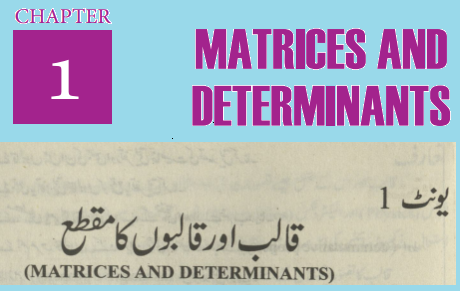 CHAPTER
1
MATRICES AND
DETERMINANTS
یونٹ 1
قالب اور قالبوں کا مقطع
(MATRICES AND DETERMINANTS)